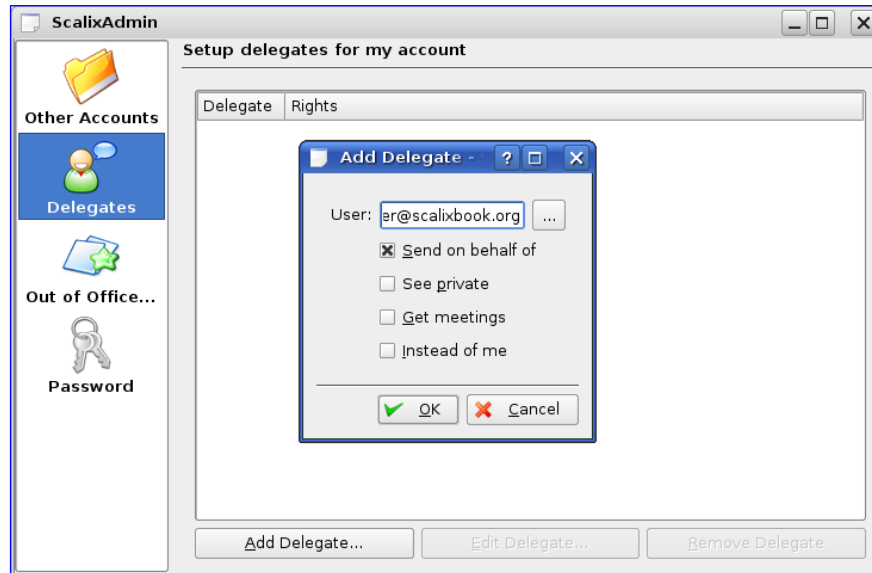 ScalixAdmin
Setup delegates for my account
Other Accounts
Delegates
Out of Office...
Password
Delegate Rights
Add Delegate -
User: er@scalixbook.org ...
Send on behalf of
See private
Get meetings
Instead of me
OK Cancel
Add Delegate... Edit Delegate... Remove Delegate